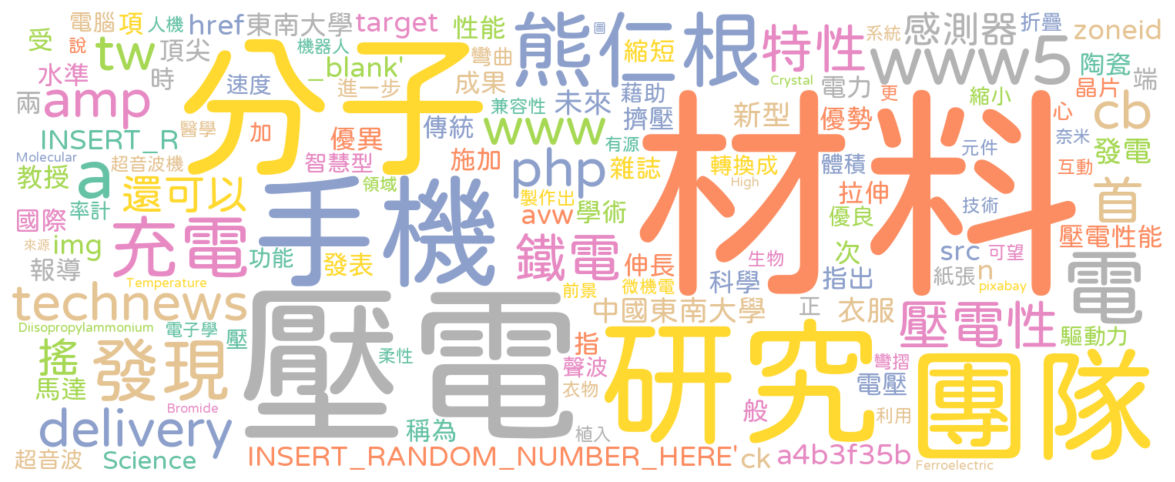 電腦 項 人機 href 東南大學 target 性能
圖
折疊 系統 zoneid
受 說 tw 頂尖 機器人 彎曲 熊仁根 縮短 特性 感測器
水準 時 速度 _blank' 進一步 成果 Crystal www5 陶瓷 端
兩 amp 分子 兼容性 未來 藉助 電力 更 縮小 晶片
醫學 加 傳統 www 擠壓 新型 優勢 心 cb
INSERT_R 優異 有源 元件 奈米
Molecular 超音波機 智慧型 施加 php 雜誌 轉換成 體積 互動 發電
教授 a 還可以 領域 製作出 High 材料 拉伸 首
率計 手機 avw 學術 優良 技術
國際 img 充電 功能 鐵電 伸長 生物 次 src 可望 壓電性能
來源 報導 發表 科學 指出 紙張 n 電
Temperature 前景 微機電 pixabay
technews 壓電 中國東南大學 正 衣服 壓電性
Diisopropylammonium 電子學 壓 指 驅動力
搖 發現 柔性 聲波 研究 彎摺 團隊
馬達 衣物 電壓
delivery Bromide 稱為 植入 般 利用
超音波 Science INSERT_RANDOM_NUMBER_HERE' ck a4b3f35b Ferroelectric